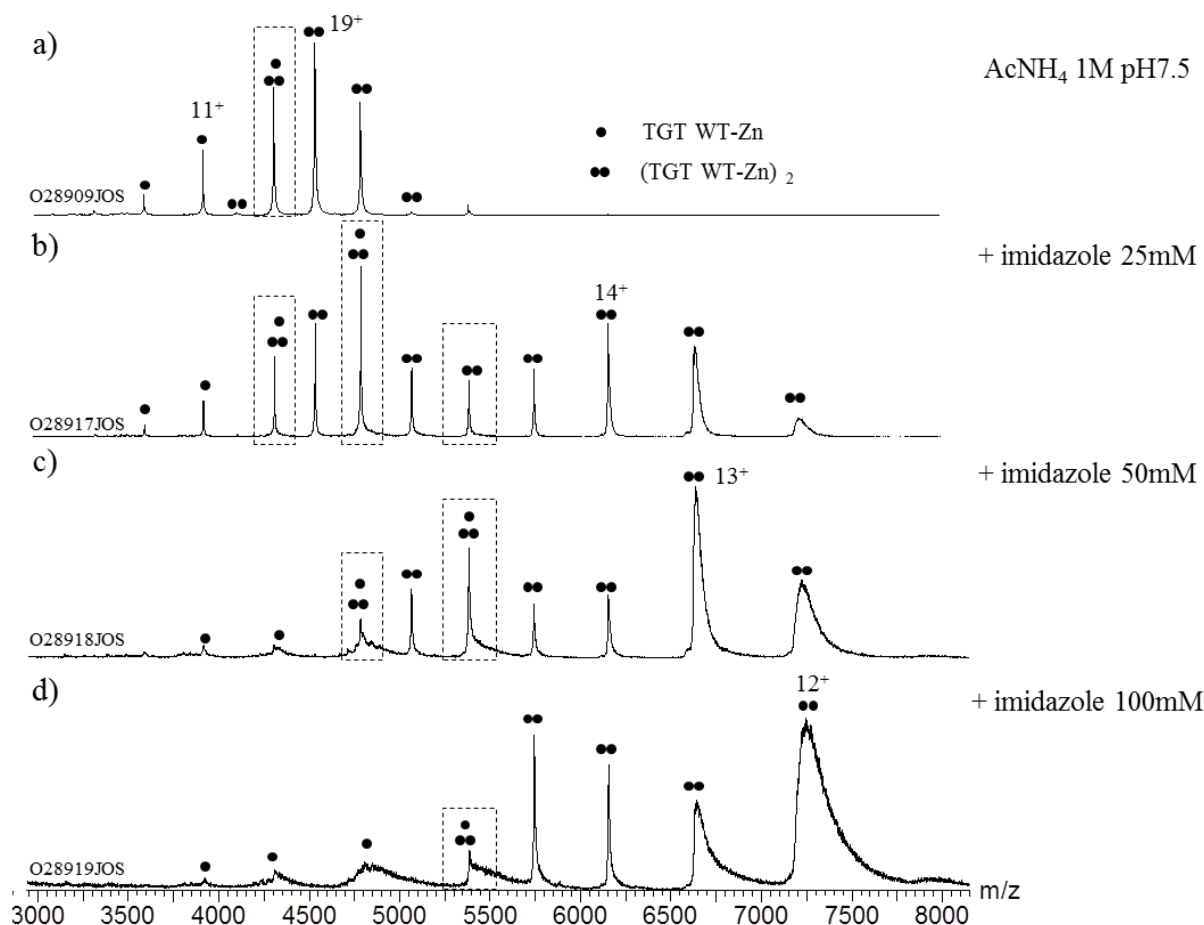 a)
19⁺
11⁺
AcNH₄ 1M pH7.5
● TGT WT-Zn
●● (TGT WT-Zn) ₂
O28909JOS
b)
+ imidazole 25mM
14⁺
O28917JOS
c)
+ imidazole 50mM
13⁺
O28918JOS
d)
+ imidazole 100mM
12⁺
O28919JOS
3000 3500 4000 4500 5000 5500 6000 6500 7000 7500 8000 m/z